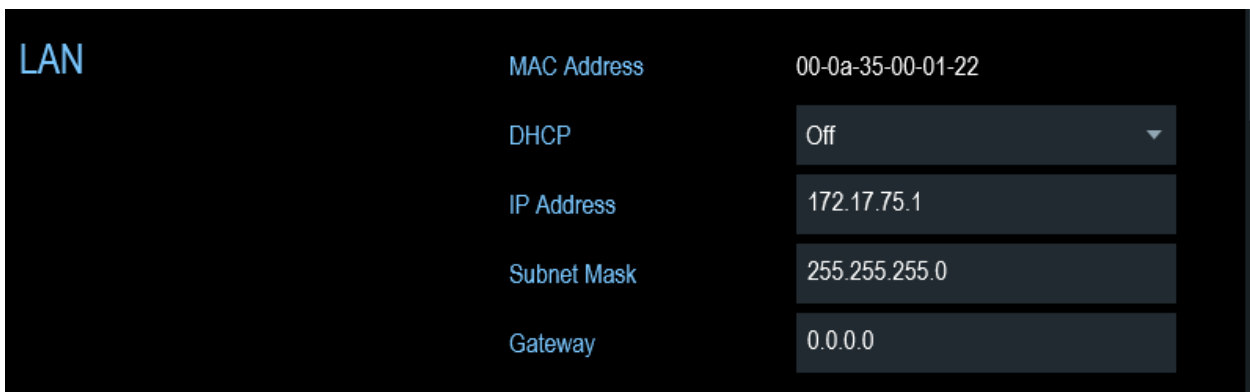 LAN
MAC Address 00-0a-35-00-01-22
DHCP Off
IP Address 172.17.75.1
Subnet Mask 255.255.255.0
Gateway 0.0.0.0